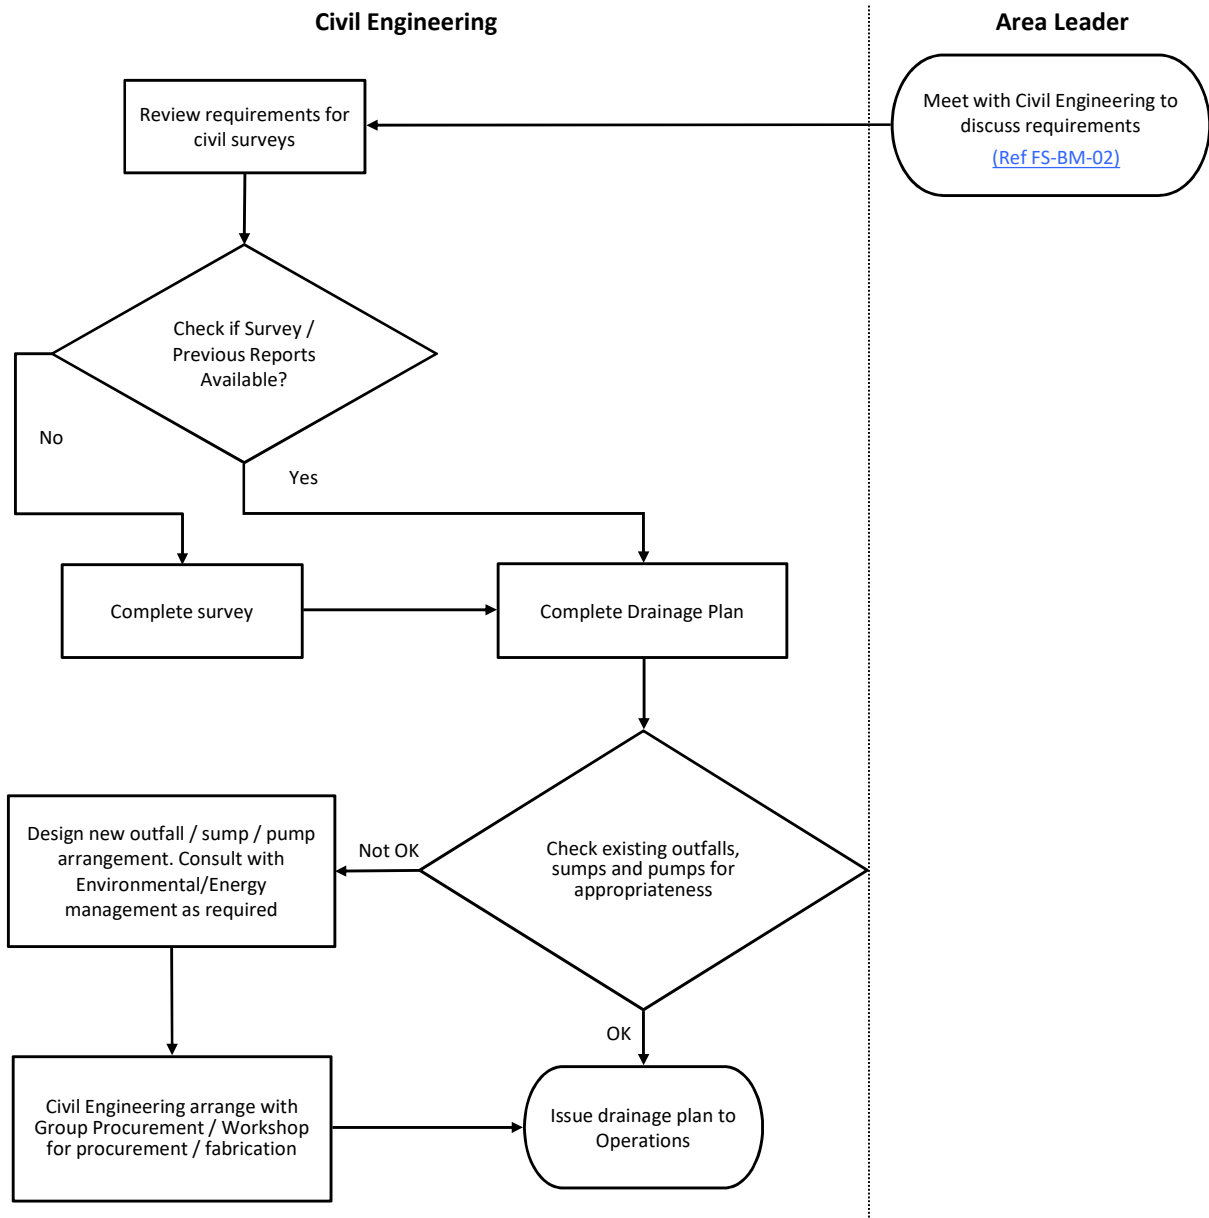 Civil Engineering
Area Leader
Meet with Civil Engineering to
discuss requirements
(Ref FS-BM-02)
Review requirements for
civil surveys
Check if Survey /
Previous Reports
Available?
No
Yes
Complete survey
Complete Drainage Plan
Check existing outfalls,
sumps and pumps for
appropriateness
Not OK
Design new outfall / sump / pump
arrangement. Consult with
Environmental/Energy
management as required
OK
Civil Engineering arrange with
Group Procurement / Workshop
for procurement / fabrication
Issue drainage plan to
Operations